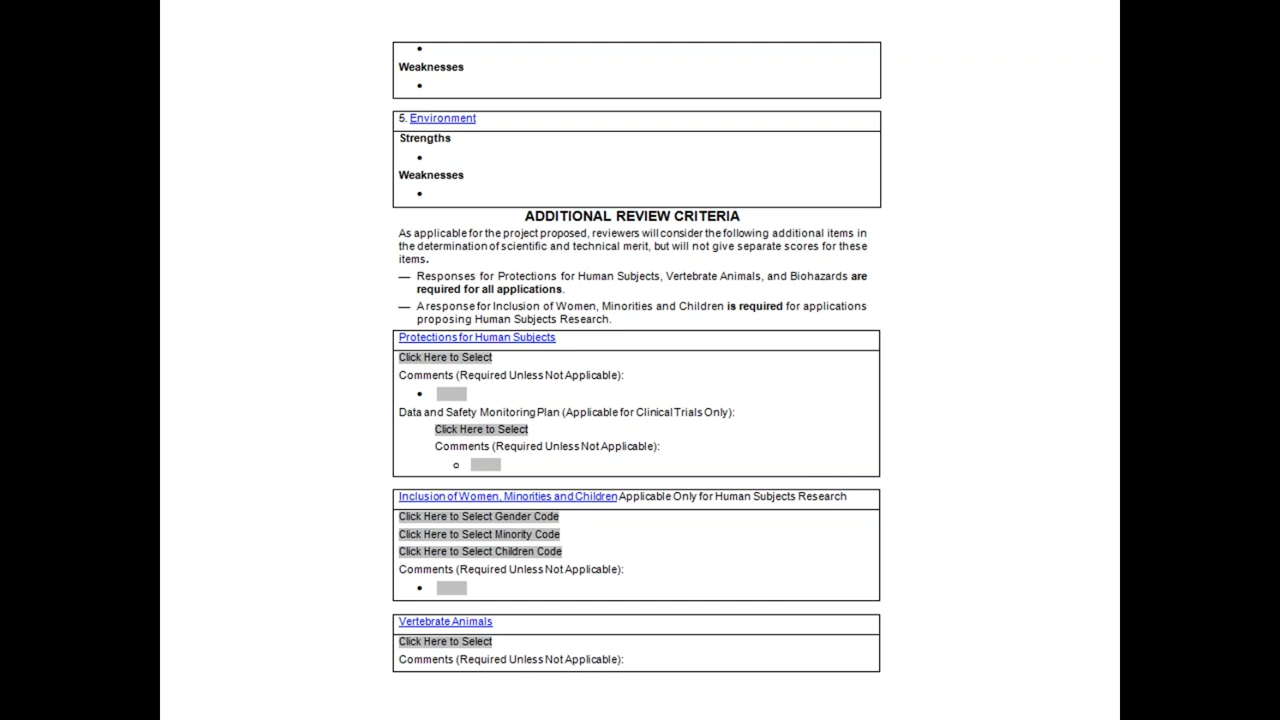 •
Weaknesses
•
5. Environment
Strengths
•
Weaknesses
•
ADDITIONAL REVIEW CRITERIA
As applicable for the project proposed, reviewers will consider the following additional items in
the determination of scientific and technical merit, but will not give separate scores for these
items.
— Responses for Protections for Human Subjects, Vertebrate Animals, and Biohazards are
required for all applications.
— A response for Inclusion of Women, Minorities and Children is required for applications
proposing Human Subjects Research.
Protections for Human Subjects
Click Here to Select
Comments (Required Unless Not Applicable):
•
Data and Safety Monitoring Plan (Applicable for Clinical Trials Only):
Click Here to Select
Comments (Required Unless Not Applicable):
o
Inclusion of Women, Minorities and Children Applicable Only for Human Subjects Research
Click Here to Select Gender Code
Click Here to Select Minority Code
Click Here to Select Children Code
Comments (Required Unless Not Applicable):
•
Vertebrate Animals
Click Here to Select
Comments (Required Unless Not Applicable):